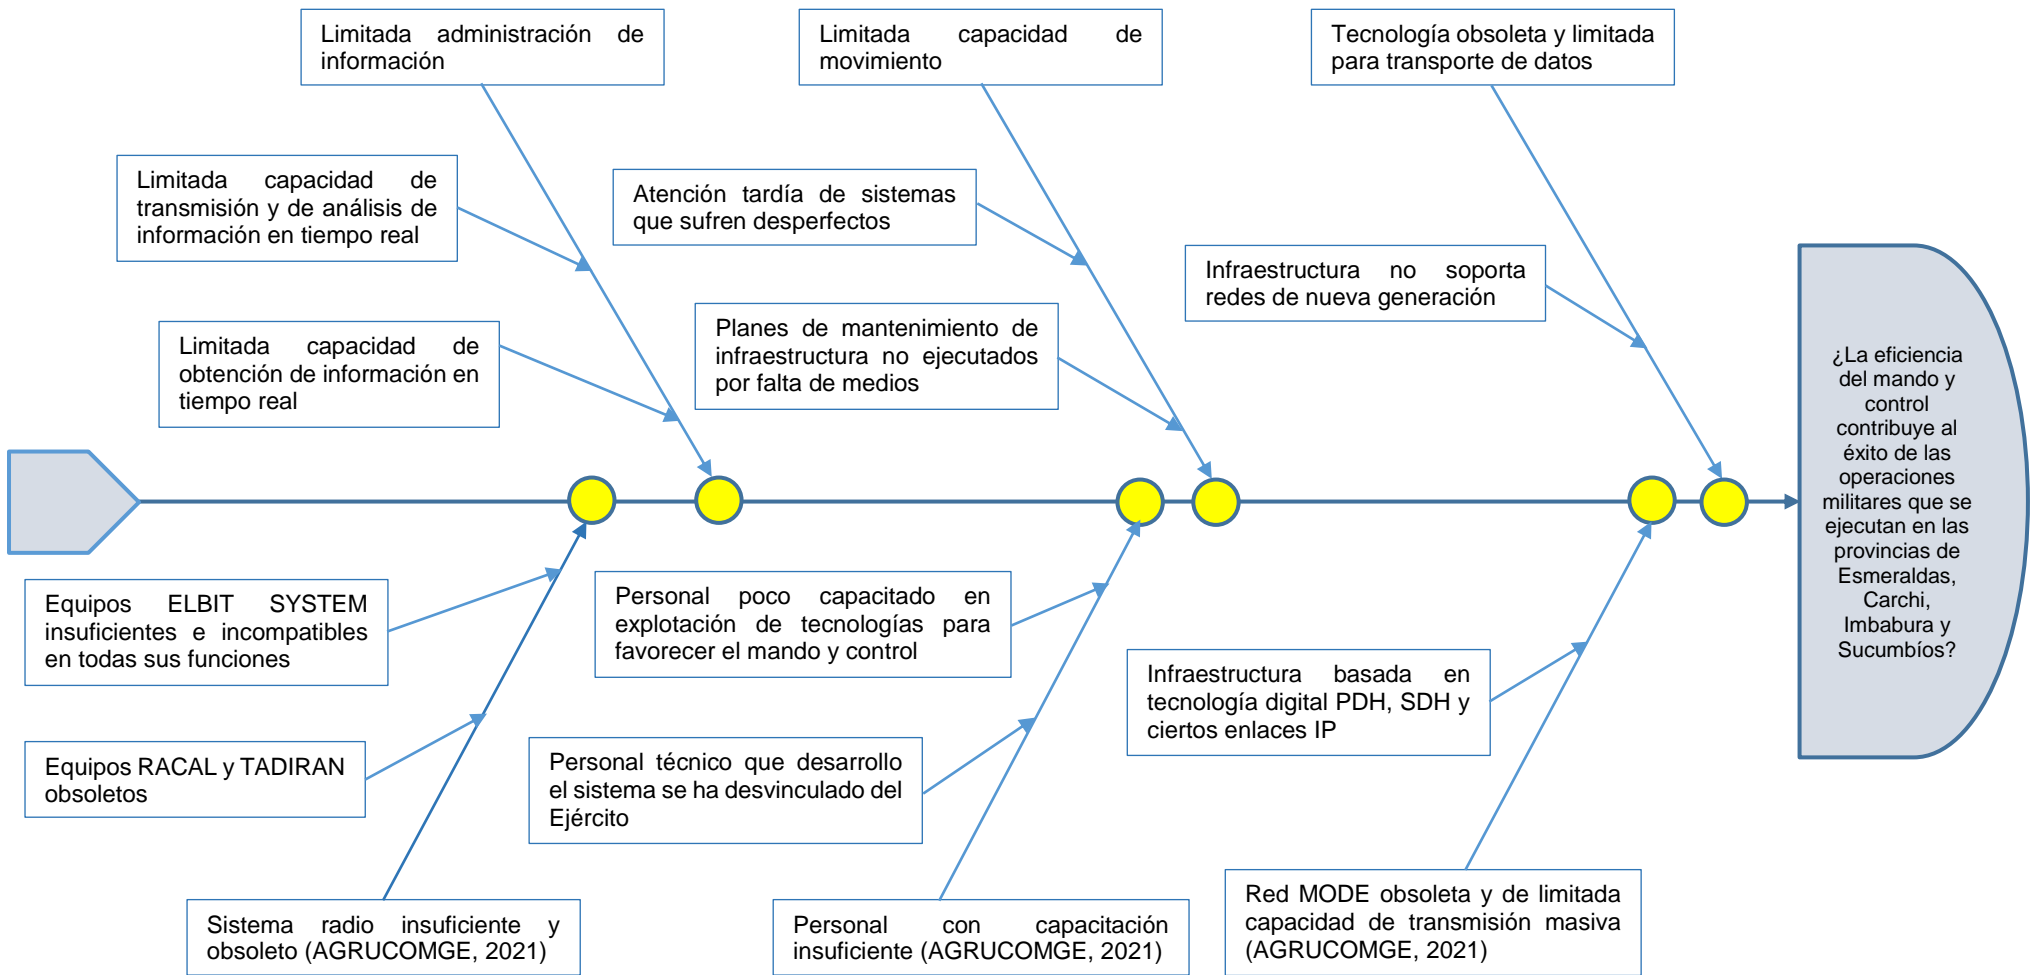 Limitada administración de
información
Limitada capacidad de
movimiento
Tecnología obsoleta y limitada
para transporte de datos
Limitada capacidad de
transmisión y de análisis de
información en tiempo real
Atención tardía de sistemas
que sufren desperfectos
Infraestructura no soporta
redes de nueva generación
Limitada capacidad de
obtención de información en
tiempo real
Planes de mantenimiento de
infraestructura no ejecutados
por falta de medios
¿La eficiencia
del mando y
control
contribuye al
éxito de las
operaciones
militares que se
ejecutan en las
provincias de
Esmeraldas,
Carchi,
Imbabura y
Sucumbíos?
Equipos ELBIT SYSTEM
insuficientes e incompatibles
en todas sus funciones
Personal poco capacitado en
explotación de tecnologías para
favorecer el mando y control
Infraestructura basada en
tecnología digital PDH, SDH y
ciertos enlaces IP
Equipos RACAL y TADIRAN
obsoletos
Personal técnico que desarrollo
el sistema se ha desvinculado del
Ejército
Sistema radio insuficiente y
obsoleto (AGRUCOMGE, 2021)
Personal con capacitación
insuficiente (AGRUCOMGE, 2021)
Red MODE obsoleta y de limitada
capacidad de transmisión masiva
(AGRUCOMGE, 2021)